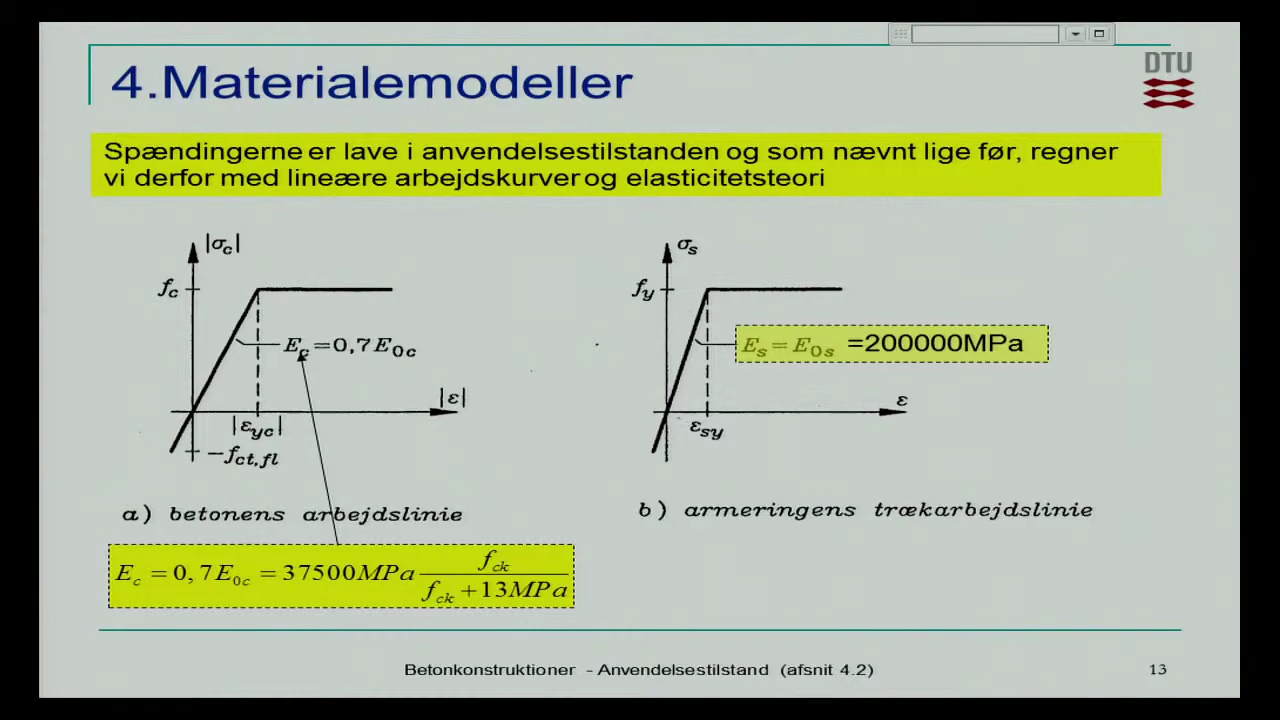 4.Materialemodeller
DTU
Spændingerne er lave i anvendelsestilstanden og som nævnt lige før, regner
vi derfor med lineære arbejdskurver og elasticitetsteori
|σc|
fc
Ec=0,7E0c
|ε|
|εyc|
-fct,fl
a) betonens arbejdslinie
Ec = 0,7E0c = 37500MPa fck / fck + 13MPa
σs
fy
Es = E0s =200000MPa
ε
εsy
b) armeringens trækarbejdslinie
Betonkonstruktioner - Anvendelsestilstand (afsnit 4.2)
13